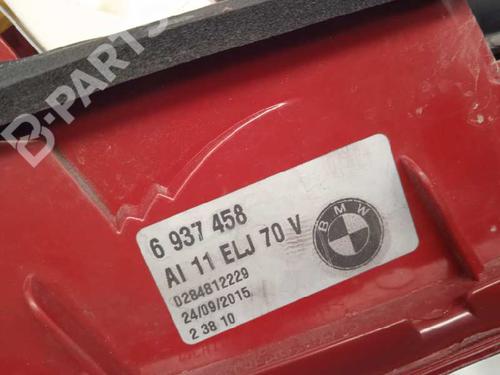 B-PARTS
6 937 458
AI 11 ELJ 70 V
BMW
0284812229
24/09/2015
2 38 10